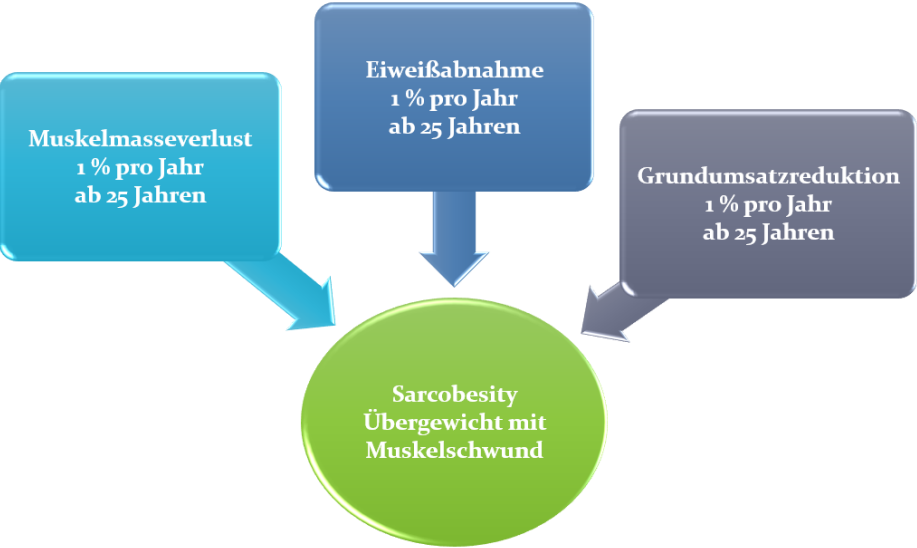 Muskelmasseverlust
1 % pro Jahr
ab 25 Jahren
Eiweißabnahme
1 % pro Jahr
ab 25 Jahren
Grundumsatzreduktion
1 % pro Jahr
ab 25 Jahren
Sarcobesity
Übergewicht mit
Muskelschwund